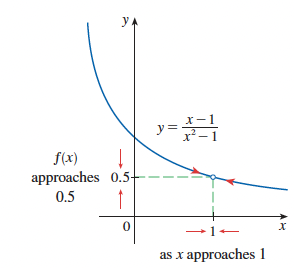 y
y = x − 1 / x² − 1
f(x)
approaches 0.5
0.5
0 1 x
as x approaches 1